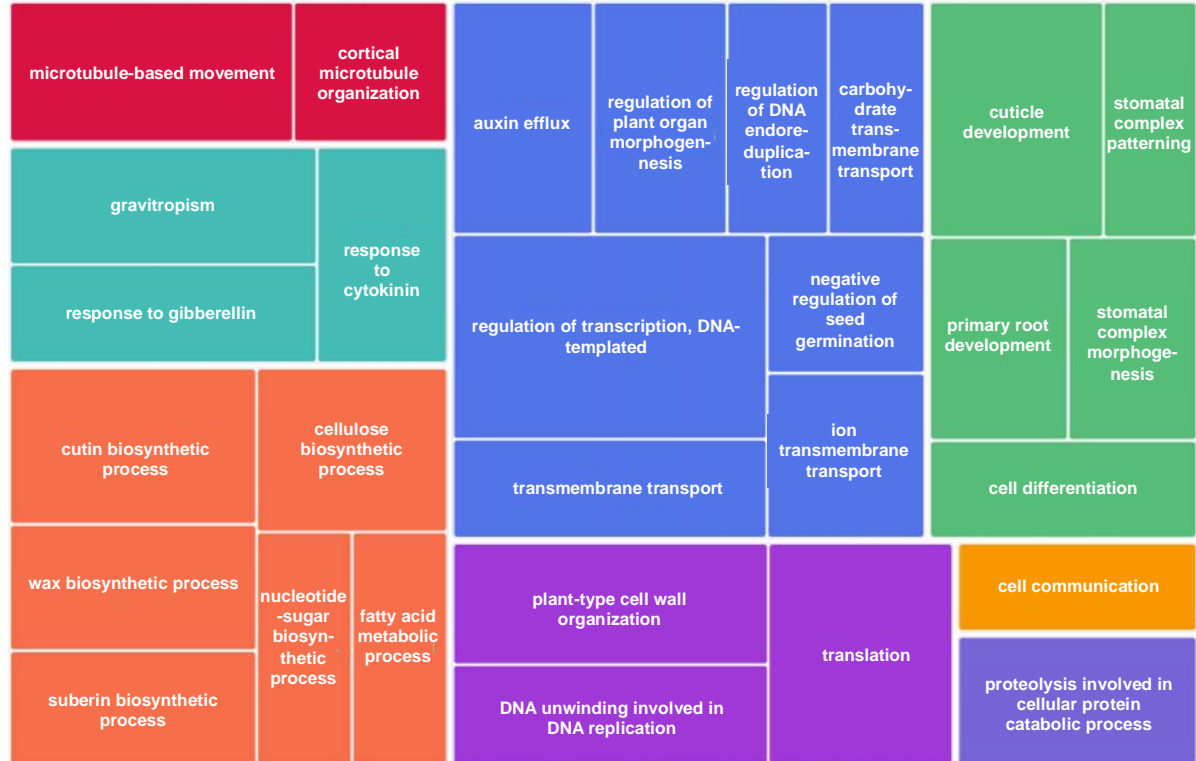 microtubule-based movement
cortical
microtubule
organization
gravitropism
response to gibberellin
response
to
cytokinin
cutin biosynthetic
process
cellulose
biosynthetic
process
wax biosynthetic process
suberin biosynthetic
process
nucleotide
-sugar
biosyn-
thetic
process
fatty acid
metabolic
process
auxin efflux
regulation of
plant organ
morphogen-
nesis
regulation
of DNA
endore-
duplica-
tion
carbohy-
drate
trans-
membrane
transport
regulation of transcription, DNA-
templated
negative
regulation of
seed
germination
transmembrane transport
ion
transmembrane
transport
plant-type cell wall
organization
DNA unwinding involved in
DNA replication
translation
cuticle
development
stomatal
complex
patterning
primary root
development
stomatal
complex
morphoge-
nesis
cell differentiation
cell communication
proteolysis involved in
cellular protein
catabolic process